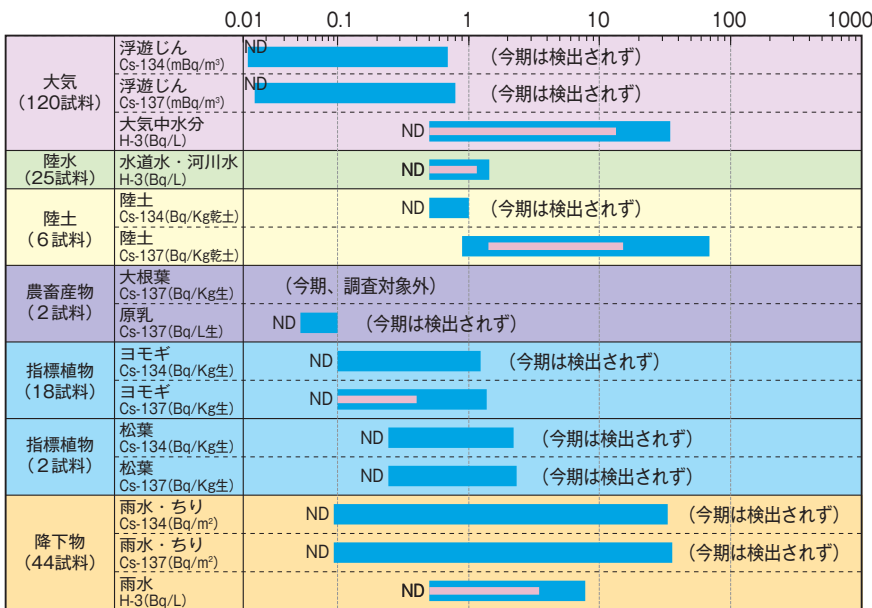 0.01 0.1 1 10 100 1000
大気
（120試料）
浮遊じん
Cs-134(mBq/m³)
ND
（今期は検出されず）
浮遊じん
Cs-137(mBq/m³)
ND
（今期は検出されず）
大気中水分
H-3(Bq/L)
ND
陸水
（25試料）
水道水・河川水
H-3(Bq/L)
ND
陸土
（6試料）
陸土
Cs-134(Bq/Kg乾土)
ND
（今期は検出されず）
陸土
Cs-137(Bq/Kg乾土)
農畜産物
（2試料）
大根葉
Cs-137(Bq/Kg生)
（今期、調査対象外）
原乳
Cs-137(Bq/L生)
ND
（今期は検出されず）
指標植物
（18試料）
ヨモギ
Cs-134(Bq/Kg生)
ND
（今期は検出されず）
ヨモギ
Cs-137(Bq/Kg生)
ND
指標植物
（2試料）
松葉
Cs-134(Bq/Kg生)
ND
（今期は検出されず）
松葉
Cs-137(Bq/Kg生)
ND
（今期は検出されず）
降下物
（44試料）
雨水・ちり
Cs-134(Bq/m²)
ND
（今期は検出されず）
雨水・ちり
Cs-137(Bq/m²)
ND
（今期は検出されず）
雨水
H-3(Bq/L)
ND